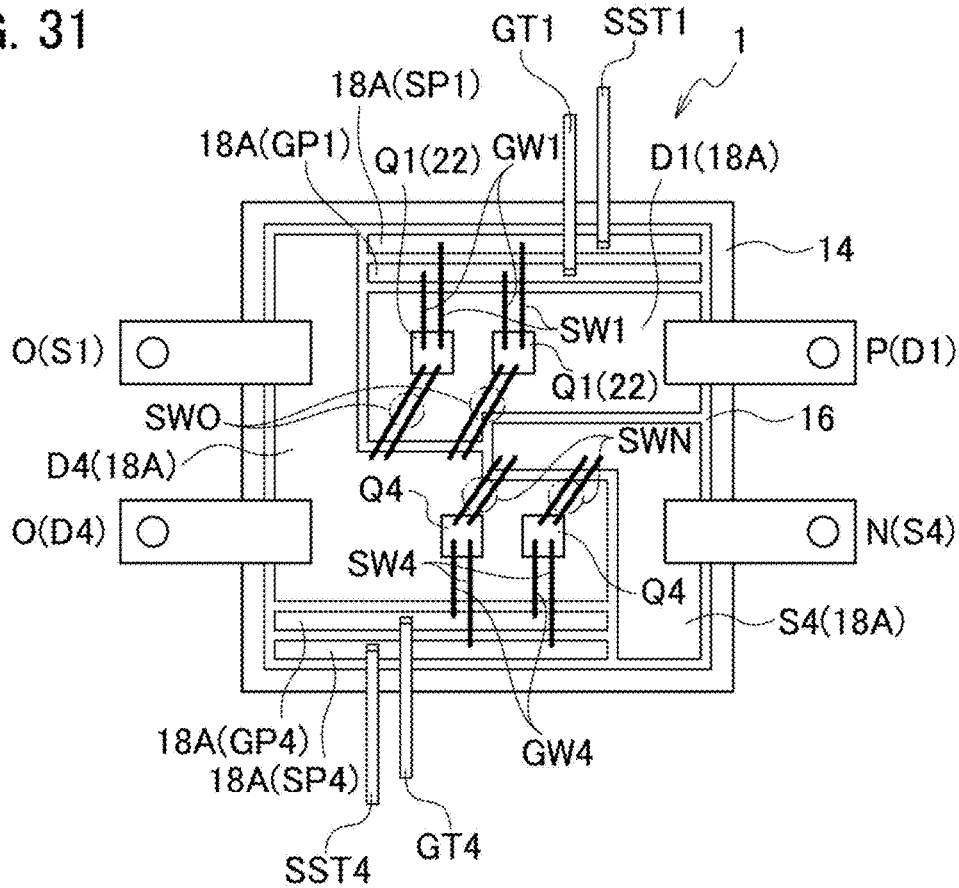 G. 31
GT1
SST1
1
18A(SP1)
18A(GP1)
Q1(22)
GW1
D1(18A)
14
O(S1)
SW1
P(D1)
Q1(22)
SWO
16
D4(18A)
SWN
Q4
O(D4)
N(S4)
SW4
Q4
S4(18A)
18A(GP4)
GW4
18A(SP4)
GT4
SST4